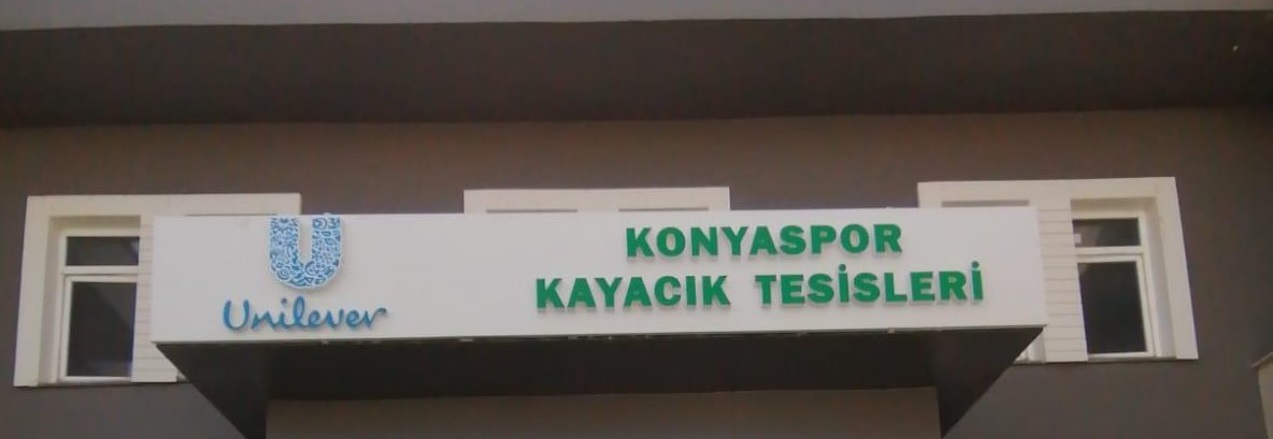 Unilever
KONYASPOR
KAYACIK TESİSLERİ